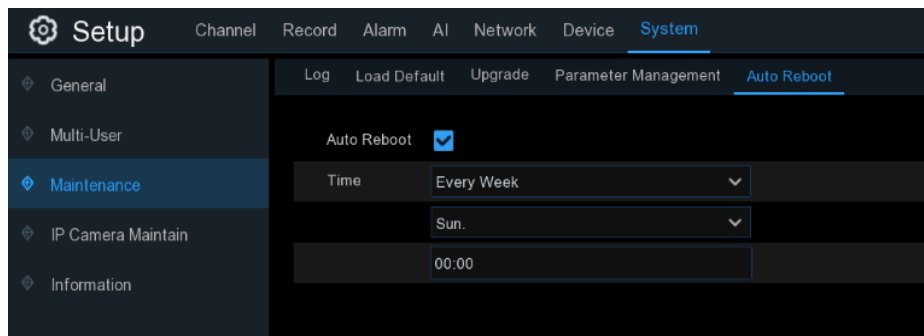 Setup Channel Record Alarm AI Network Device System
Log Load Default Upgrade Parameter Management Auto Reboot
General
Multi-User
Maintenance
IP Camera Maintain
Information
Auto Reboot
Time Every Week
Sun.
00:00